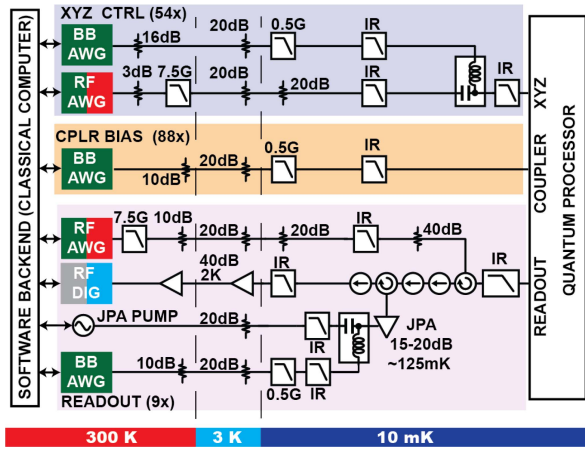 SOFTWARE BACKEND (CLASSICAL COMPUTER)
XYZ CTRL (54x)
BB
AWG
16dB
20dB
0.5G
IR
RF
AWG
3dB
7.5G
20dB
20dB
IR
IR
XYZ
CPLR BIAS (88x)
BB
AWG
10dB
20dB
0.5G
IR
COUPLER
RF
AWG
7.5G
10dB
20dB
20dB
IR
40dB
RF
DIG
40dB
2K
IR
IR
READOUT
JPA PUMP
20dB
IR
JPA
15-20dB
~125mK
BB
AWG
10dB
20dB
0.5G
IR
READOUT (9x)
QUANTUM PROCESSOR
300 K
3 K
10 mK